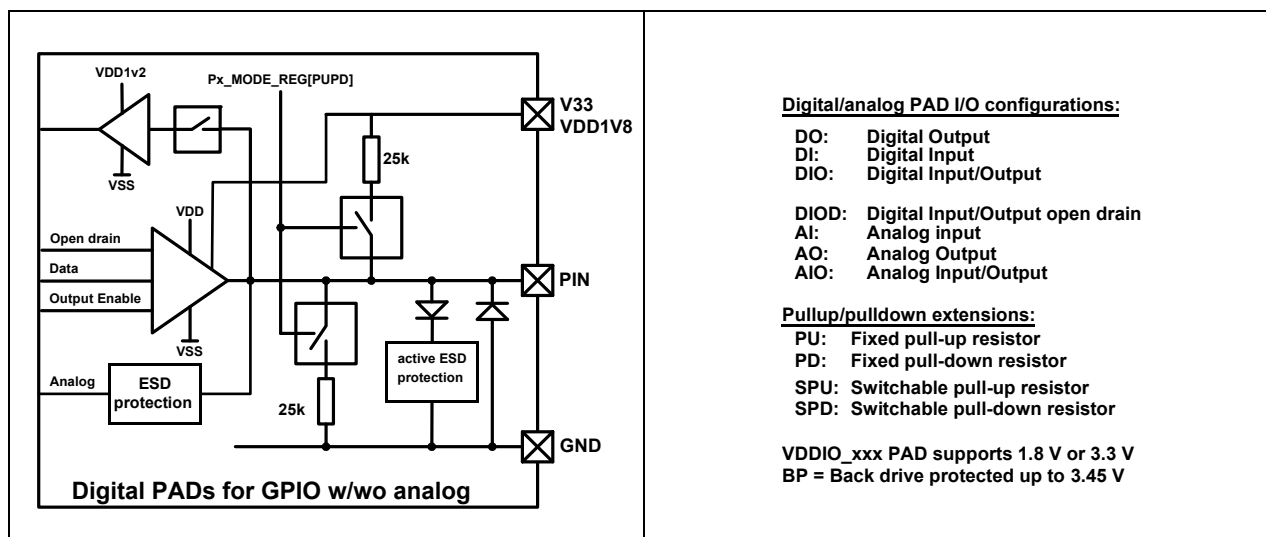 VDD1v2
Px_MODE_REG[PUPD]
V33
VDD1V8
25k
VSS
VDD
Open drain
Data
PIN
Output Enable
VSS
active ESD
protection
Analog
ESD
protection
25k
GND
Digital PADs for GPIO w/wo analog
Digital/analog PAD I/O configurations:
DO: Digital Output
DI: Digital Input
DIO: Digital Input/Output
DIOD: Digital Input/Output open drain
AI: Analog input
AO: Analog Output
AIO: Analog Input/Output
Pullup/pulldown extensions:
PU: Fixed pull-up resistor
PD: Fixed pull-down resistor
SPU: Switchable pull-up resistor
SPD: Switchable pull-down resistor
VDDIO_xxx PAD supports 1.8 V or 3.3 V
BP = Back drive protected up to 3.45 V